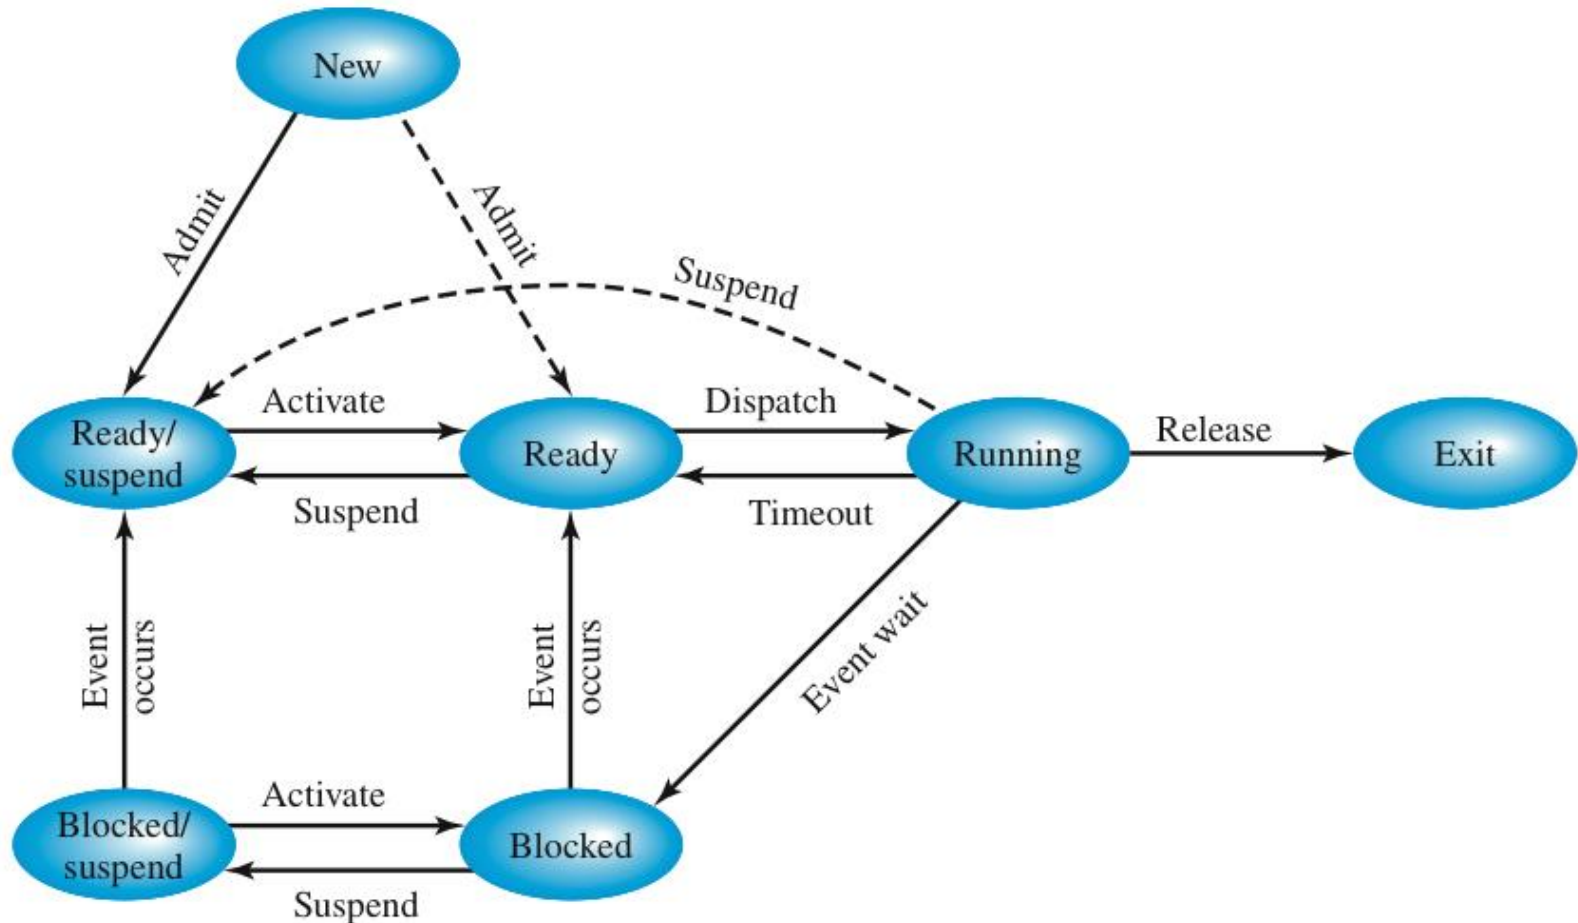 New
Admit
Admit
Suspend
Activate
Dispatch
Release
Ready/
suspend
Ready
Running
Exit
Suspend
Timeout
Event
occurs
Event
occurs
Event wait
Activate
Blocked/
suspend
Blocked
Suspend